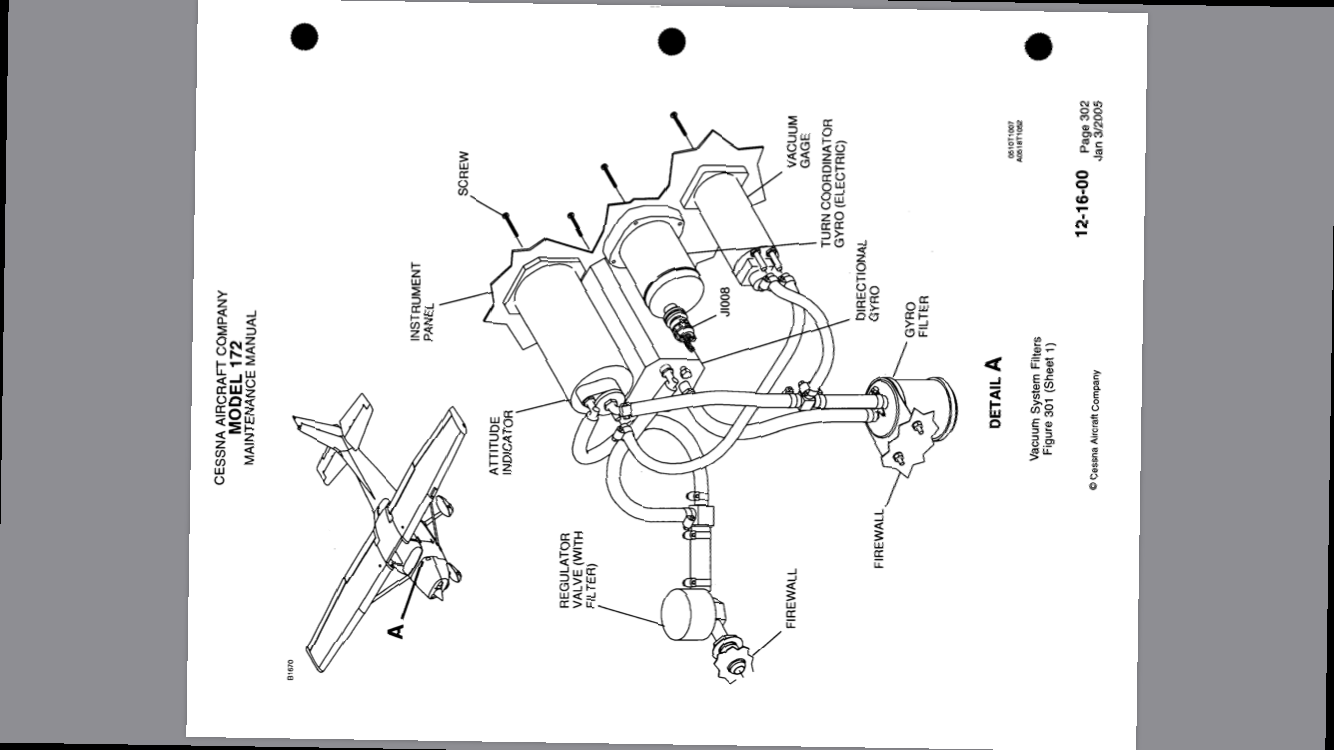 CESSNA AIRCRAFT COMPANY
MODEL 172
MAINTENANCE MANUAL
B1670
A
SCREW
INSTRUMENT
PANEL
ATTITUDE
INDICATOR
REGULATOR
VALVE (WITH
FILTER)
FIREWALL
JI008
VACUUM
GAGE
TURN COORDINATOR
GYRO (ELECTRIC)
DIRECTIONAL
GYRO
GYRO
FILTER
FIREWALL
DETAIL A
0510T1007
A0518T1052
Vacuum System Filters
Figure 301 (Sheet 1)
12-16-00
Page 302
Jan 3/2005
© Cessna Aircraft Company